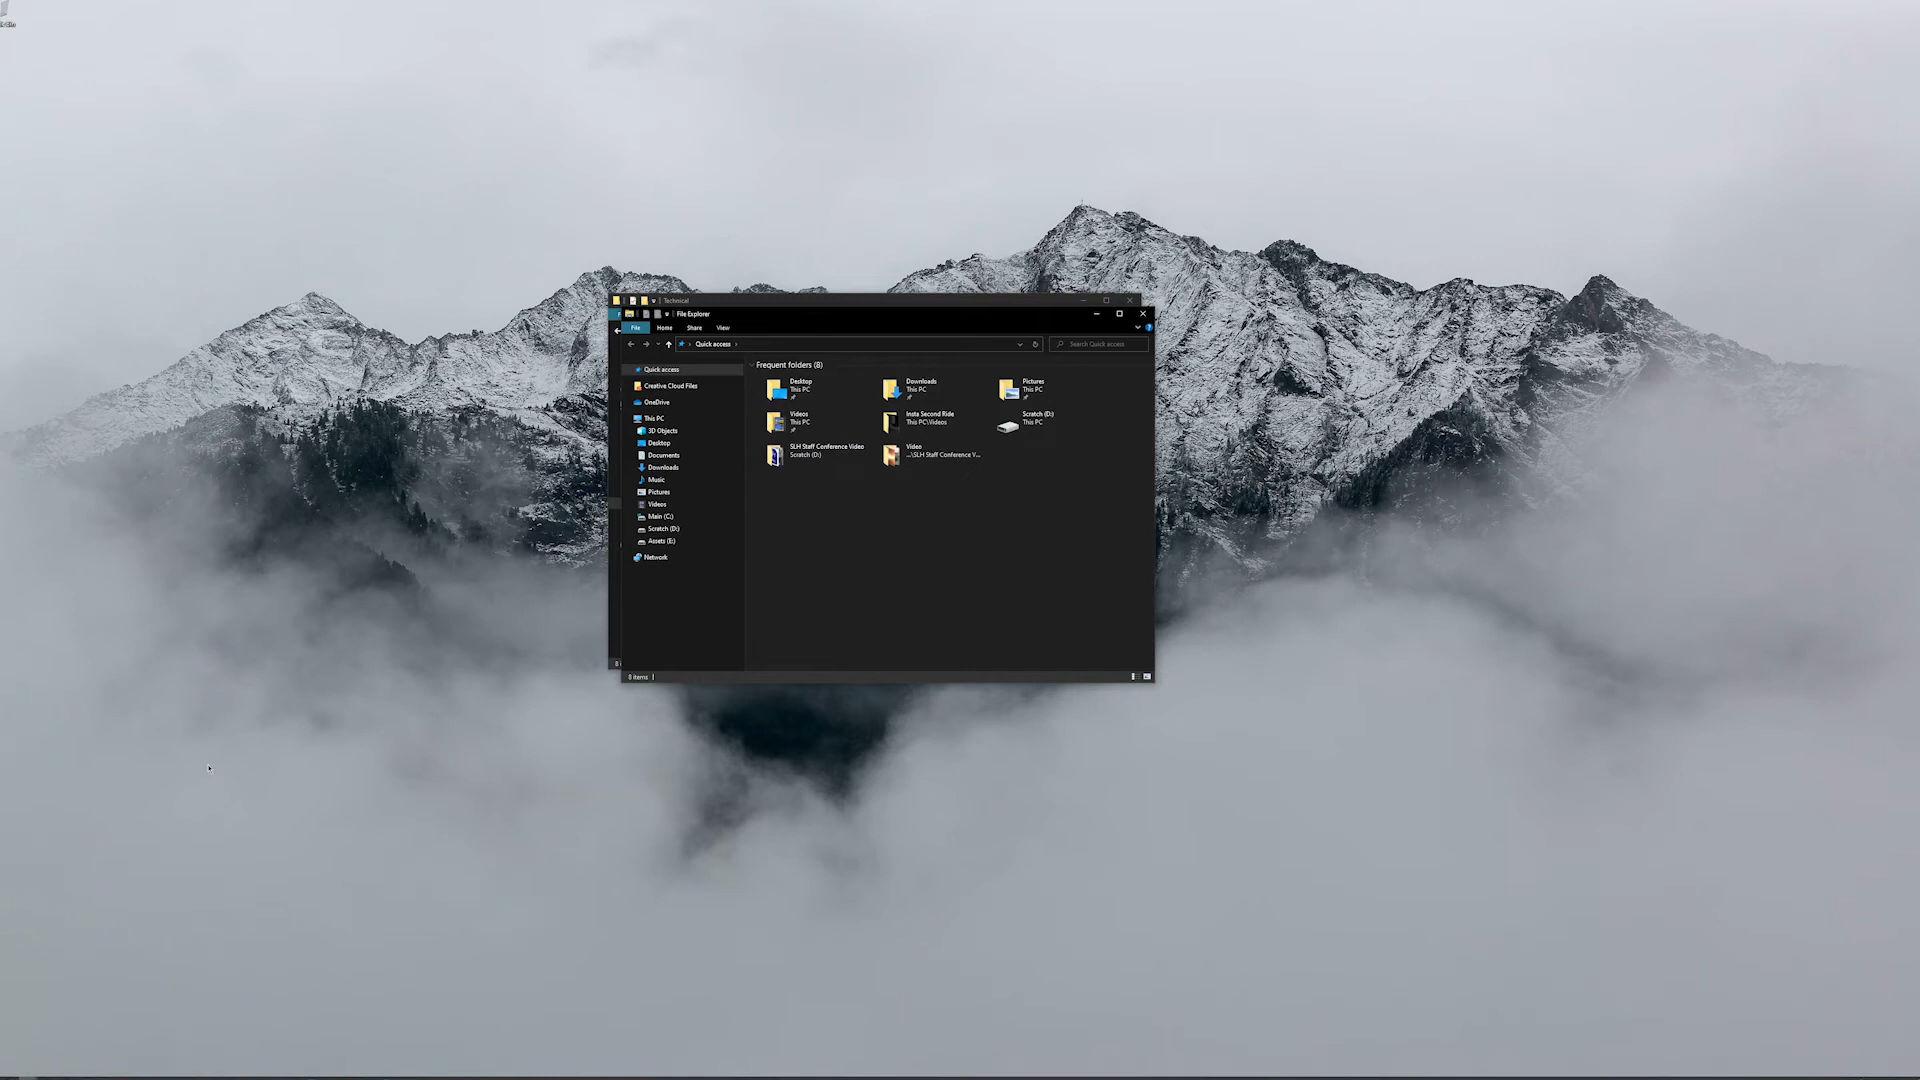 Technical
File Explorer
File Home Share View
Quick access
Search Quick access
Quick access
Creative Cloud Files
OneDrive
This PC
3D Objects
Desktop
Documents
Downloads
Music
Pictures
Videos
Main (C:)
Scratch (D:)
Assets (E:)
Network
Frequent folders (8)
Desktop
This PC
Downloads
This PC
Pictures
This PC
Videos
This PC
Insta Second Ride
This PC\Videos
Scratch (D:)
This PC
SLH Staff Conference Video
Scratch (D:)
Video
...\SLH Staff Conference V...
8 items